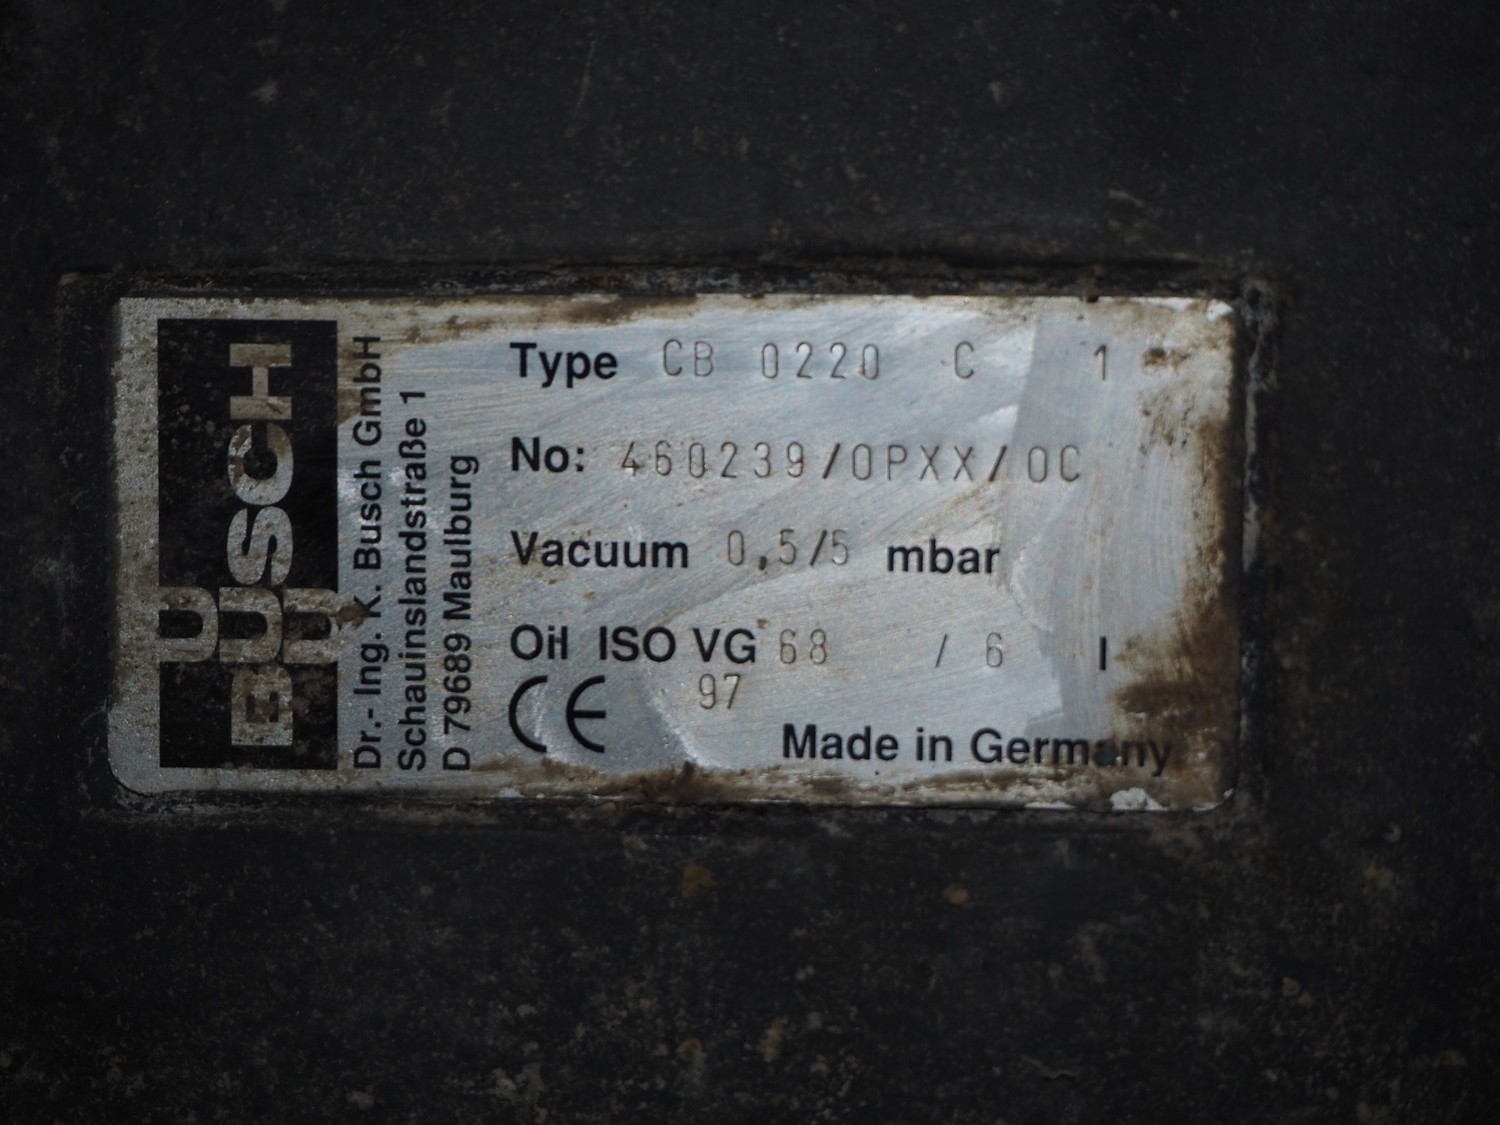 BUSCH
Dr.- Ing. K. Busch GmbH
Schauinslandstraße 1
D 79689 Maulburg
Type CB 0220 C 1
No: 460239/0PXX/0C
Vacuum 0,5/5 mbar
Oil ISO VG 68 / 6 l
CE 97
Made in Germany